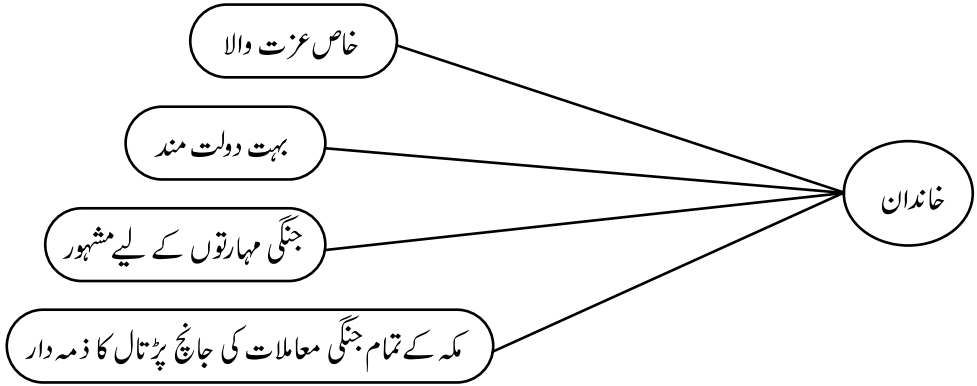 خاص عزت والا
بہت دولت مند
خاندان
جنگی مہارتوں کے لیے مشہور
مکہ کے تمام جنگی معاملات کی جانچ پڑتال کا ذمہ دار